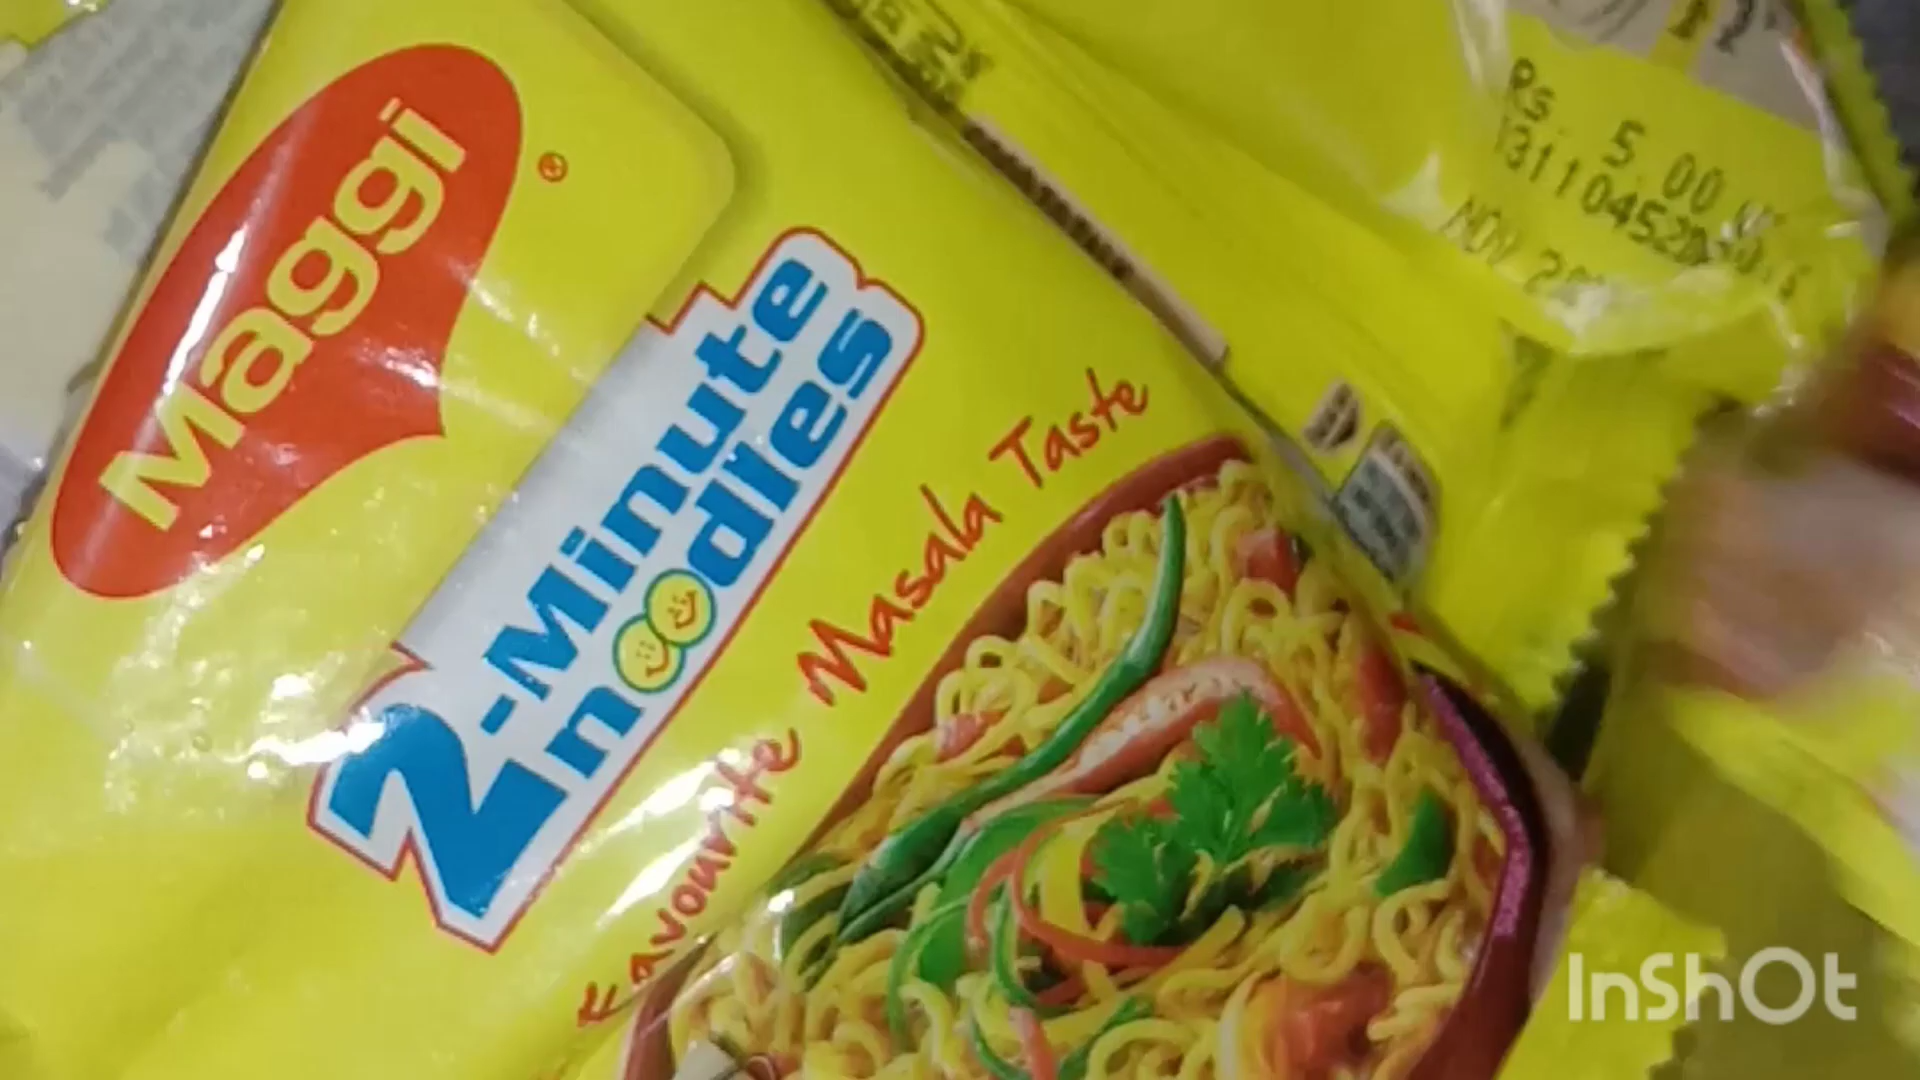 Maggi
®
2-Minute
noodles
Favourite Masala Taste
Rs. 5.00
NOV
InShOt